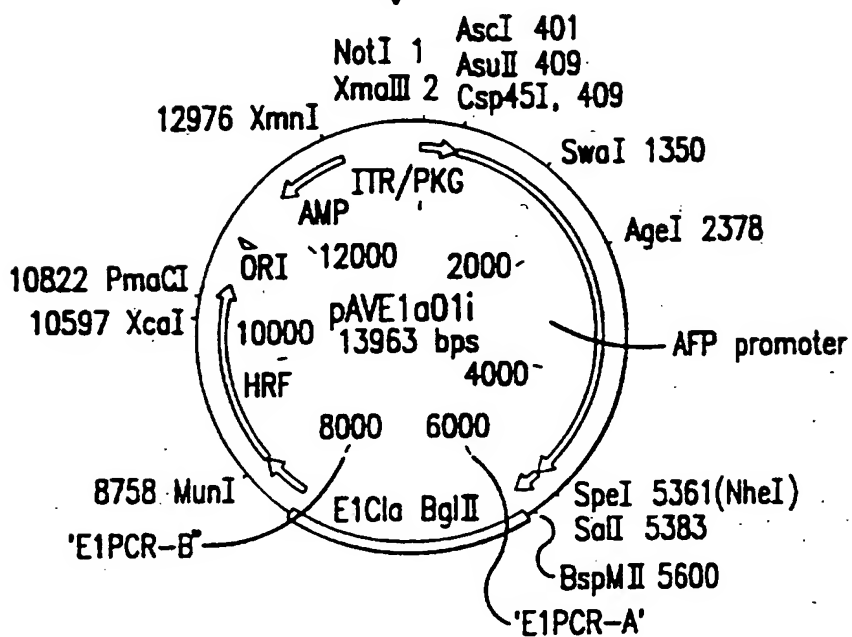 AscI 401
NotI 1
AsuII 409
XmaIII 2
Csp45I, 409
12976 XmnI
SwaI 1350
ITR/PKG
AMP
AgeI 2378
ORI
12000
2000
10822 PmaCI
pAVE1a01i
10597 XcaI
10000
13963 bps
AFP promoter
4000
HRF
8000
6000
8758 MunI
E1Cla BglII
SpeI 5361(NheI)
SalI 5383
'E1PCR-B"
BspMII 5600
'E1PCR-A'